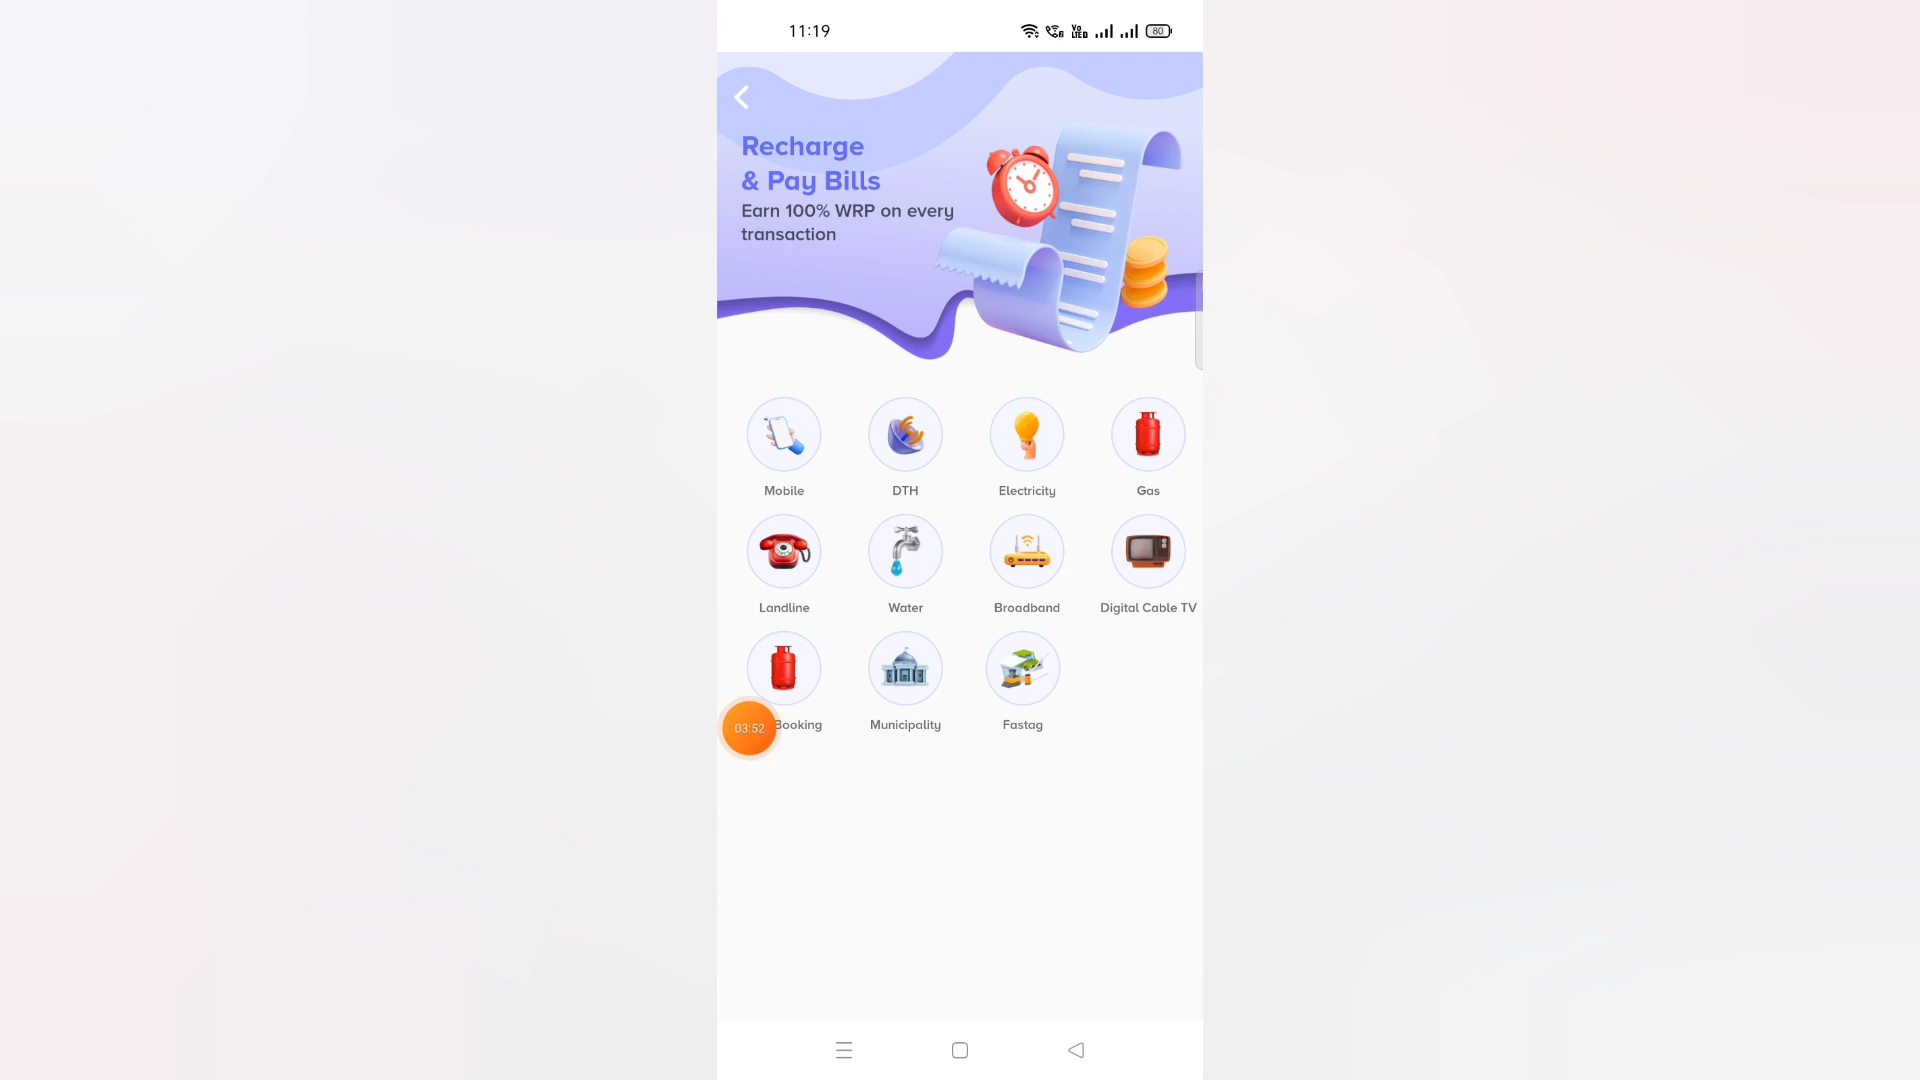 11:19
80
Recharge
& Pay Bills
Earn 100% WRP on every
transaction
Mobile
DTH
Electricity
Gas
Landline
Water
Broadband
Digital Cable TV
Booking
Municipality
Fastag
03:52